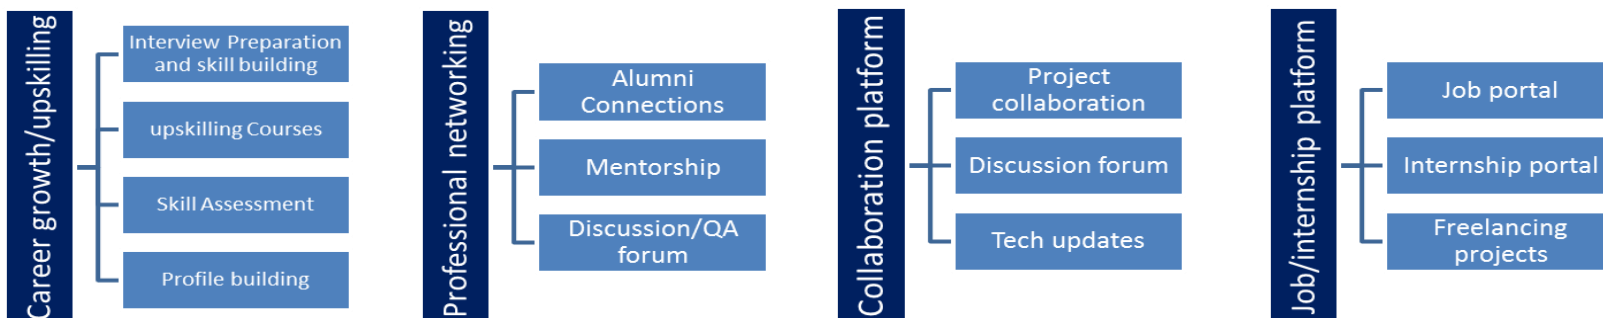 Career growth/upskilling
Interview Preparation
and skill building
upskilling Courses
Skill Assessment
Profile building
Professional networking
Alumni
Connections
Mentorship
Discussion/QA
forum
Collaboration platform
Project
collaboration
Discussion forum
Tech updates
Job/internship platform
Job portal
Internship portal
Freelancing
projects